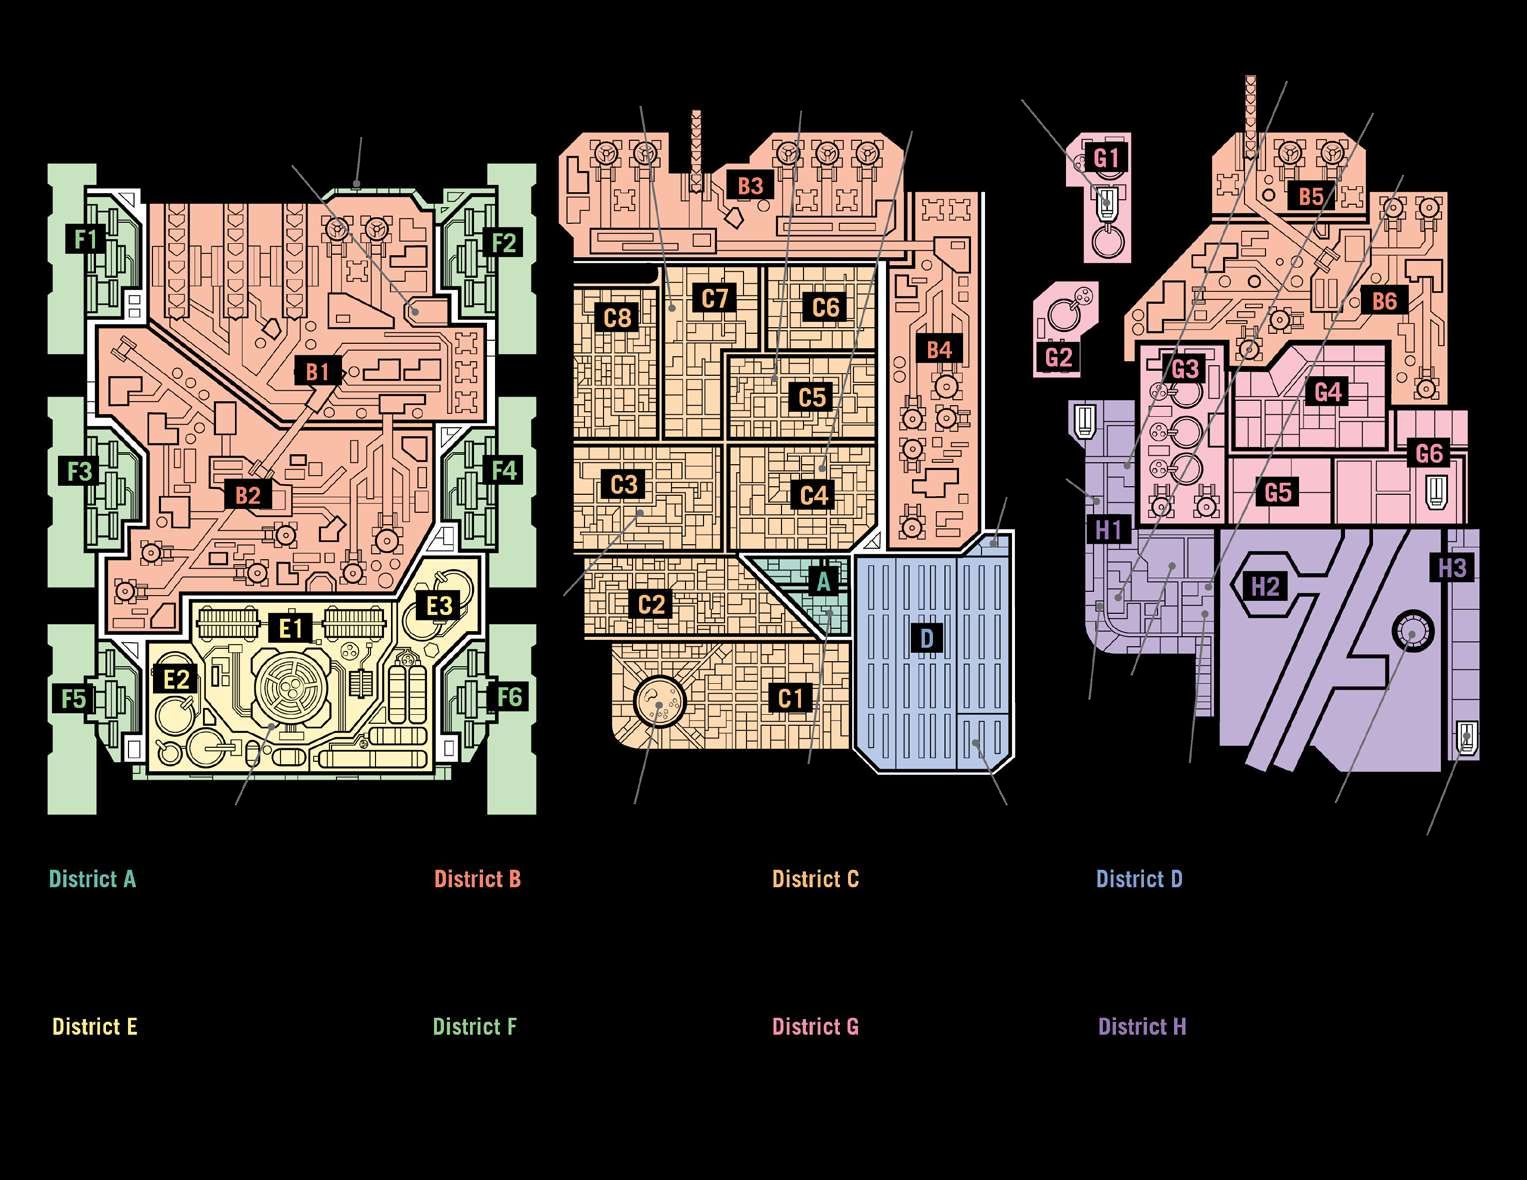 G1
B3
B5
F1
F2
C7
C6
B6
C8
B4
G2
G3
B1
C5
G4
F3
F4
C3
C4
G6
B2
G5
H1
A
H3
E3
C2
H2
E1
D
E2
F5
F6
C1
District A
District B
District C
District D
District E
District F
District G
District H